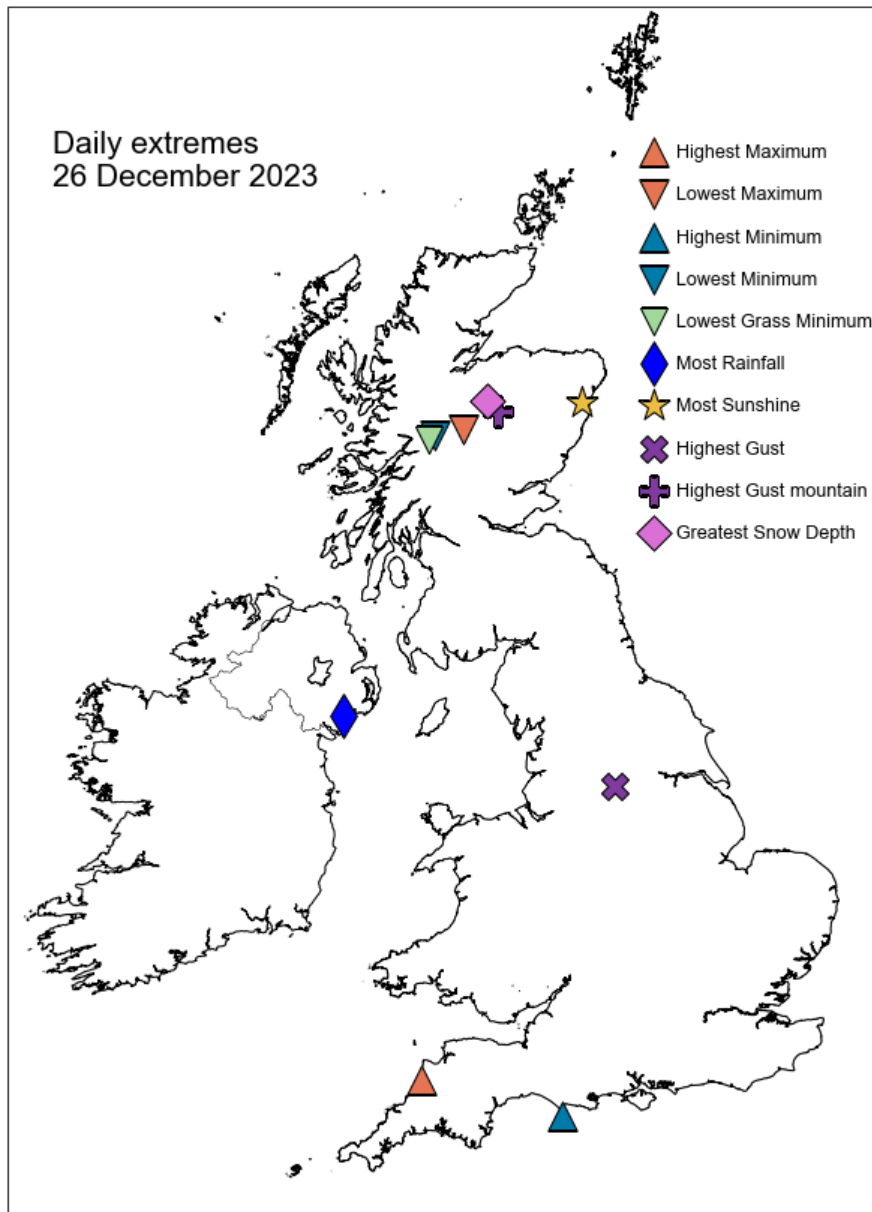 Daily extremes
26 December 2023
Highest Maximum
Lowest Maximum
Highest Minimum
Lowest Minimum
Lowest Grass Minimum
Most Rainfall
Most Sunshine
Highest Gust
Highest Gust mountain
Greatest Snow Depth